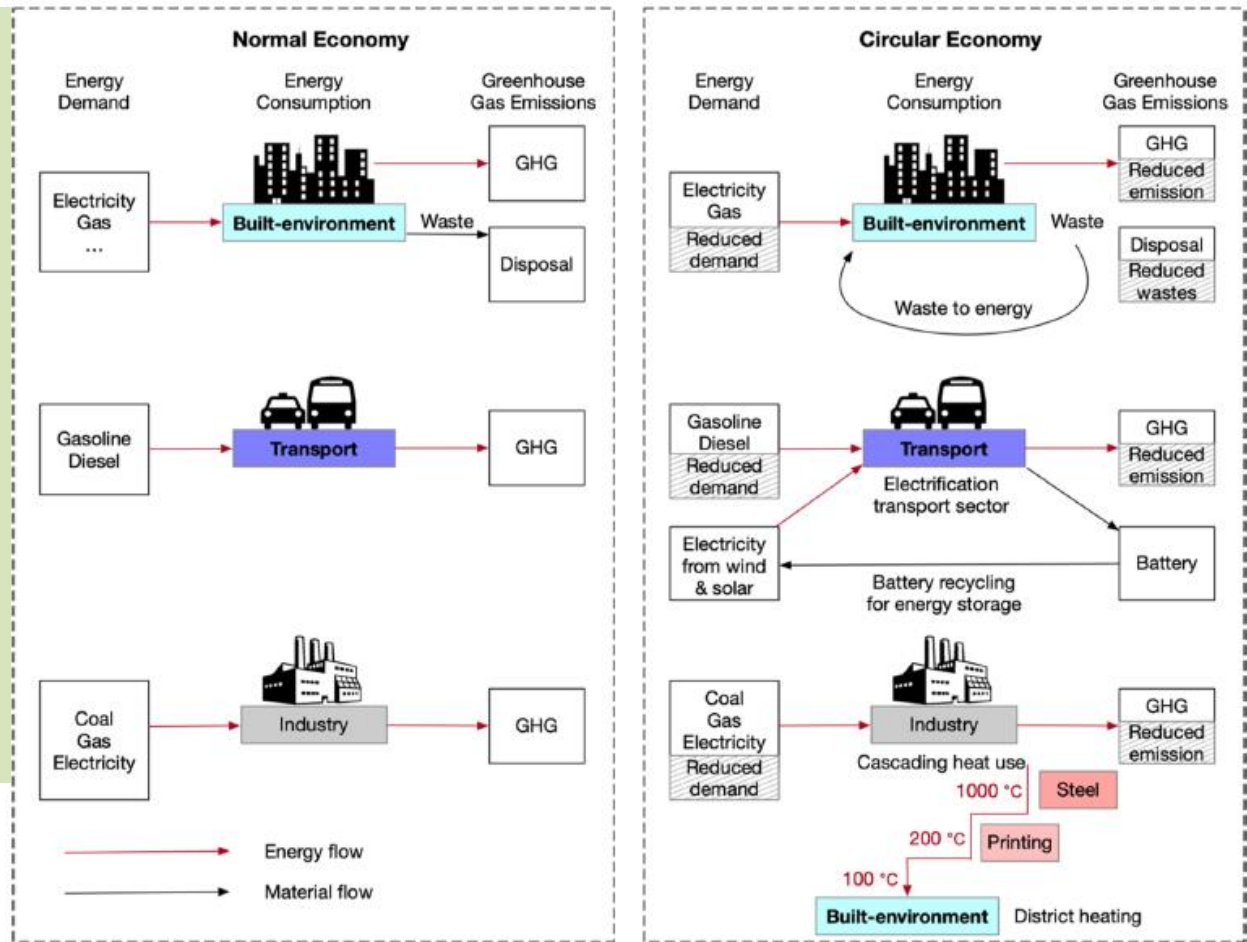 Normal Economy
Energy
Demand
Energy
Consumption
Greenhouse
Gas Emissions
Electricity
Gas
...
Built-environment
Waste
GHG
Disposal
Gasoline
Diesel
Transport
GHG
Coal
Gas
Electricity
Industry
GHG
Energy flow
Material flow
Circular Economy
Energy
Demand
Energy
Consumption
Greenhouse
Gas Emissions
Electricity
Gas
Reduced
demand
Built-environment
Waste
GHG
Reduced
emission
Disposal
Reduced
wastes
Waste to energy
Gasoline
Diesel
Reduced
demand
Transport
GHG
Reduced
emission
Electrification
transport sector
Electricity
from wind
& solar
Battery
Battery recycling
for energy storage
Coal
Gas
Electricity
Reduced
demand
Industry
GHG
Reduced
emission
Cascading heat use
1000 °C
Steel
200 °C
Printing
100 °C
Built-environment
District heating